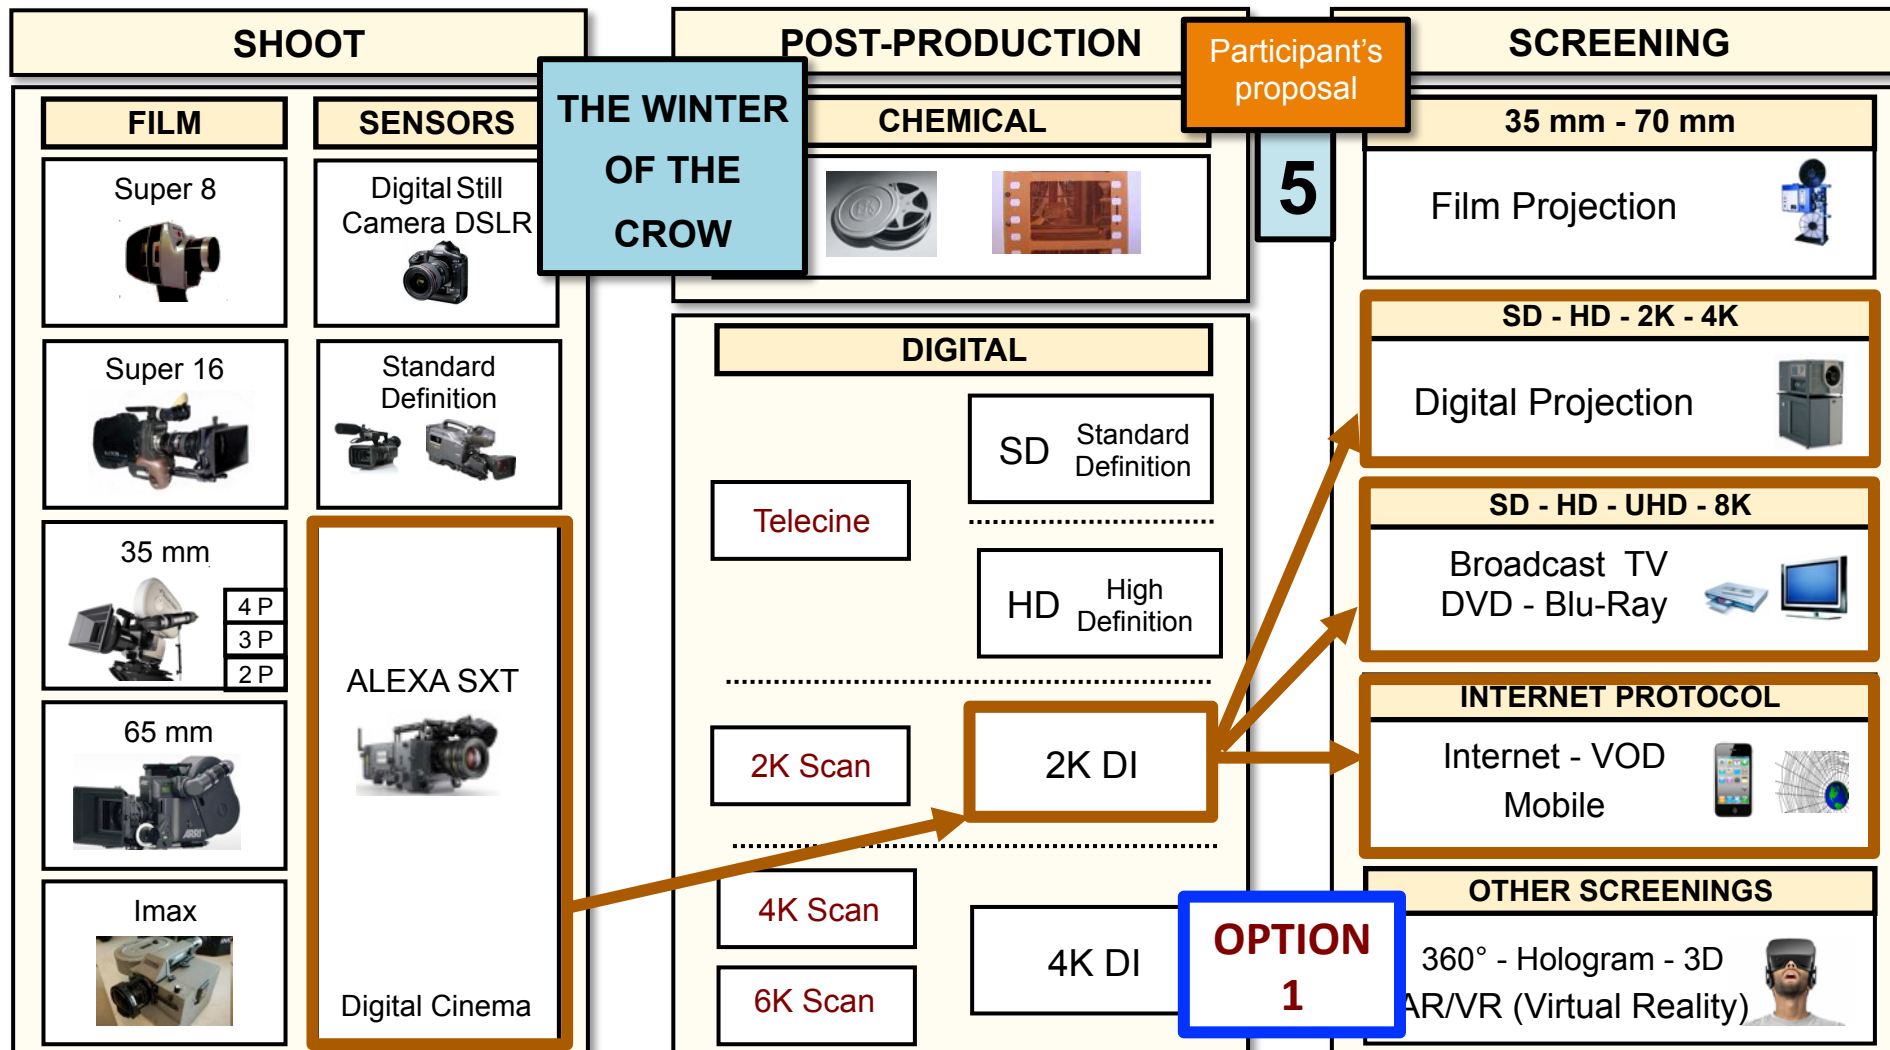 SHOOT
POST-PRODUCTION
Participant's
proposal
SCREENING
THE WINTER
OF THE
CROW
5
FILM
Super 8
Super 16
35 mm
4 P
3 P
2 P
65 mm
ARRI
Imax
SENSORS
Digital Still
Camera DSLR
Standard
Definition
ALEXA SXT
Digital Cinema
CHEMICAL
DIGITAL
SD Standard
Definition
Telecine
HD High
Definition
2K Scan
2K DI
4K Scan
4K DI
6K Scan
OPTION
1
35 mm - 70 mm
Film Projection
SD - HD - 2K - 4K
Digital Projection
SD - HD - UHD - 8K
Broadcast TV
DVD - Blu-Ray
INTERNET PROTOCOL
Internet - VOD
Mobile
OTHER SCREENINGS
360° - Hologram - 3D
AR/VR (Virtual Reality)